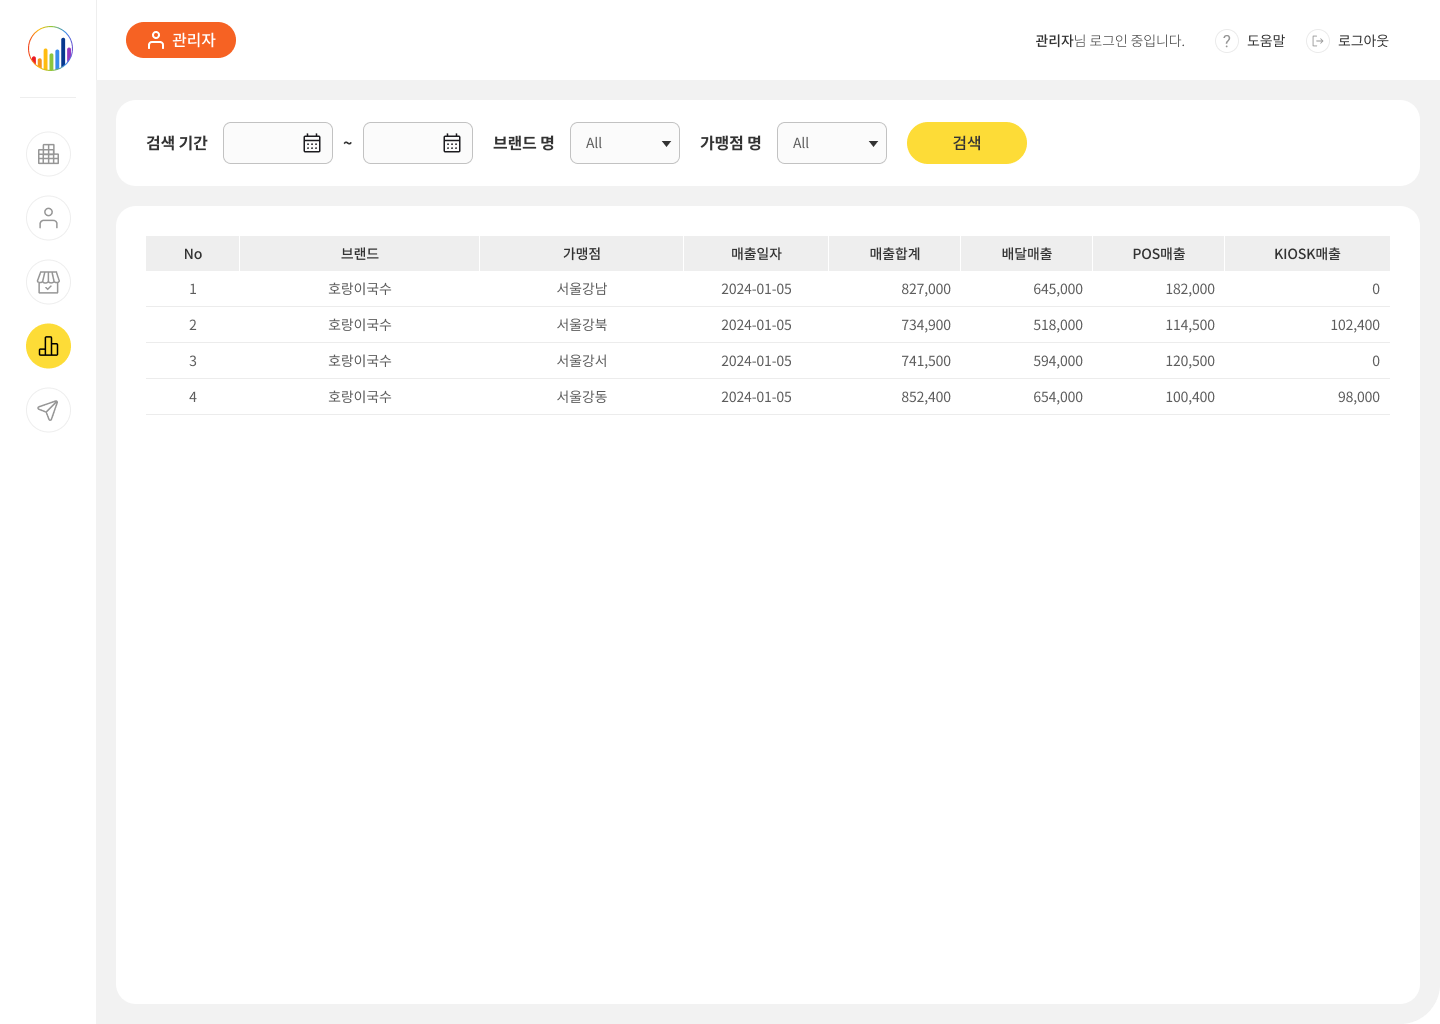 관리자
관리자님 로그인 중입니다. ? 도움말 로그아웃
검색 기간 ~ 브랜드 명 All 가맹점 명 All 검색
No 브랜드 가맹점 매출일자 매출합계 배달매출 POS매출 KIOSK매출
1 호랑이국수 서울강남 2024-01-05 827,000 645,000 182,000 0
2 호랑이국수 서울강북 2024-01-05 734,900 518,000 114,500 102,400
3 호랑이국수 서울강서 2024-01-05 741,500 594,000 120,500 0
4 호랑이국수 서울강동 2024-01-05 852,400 654,000 100,400 98,000